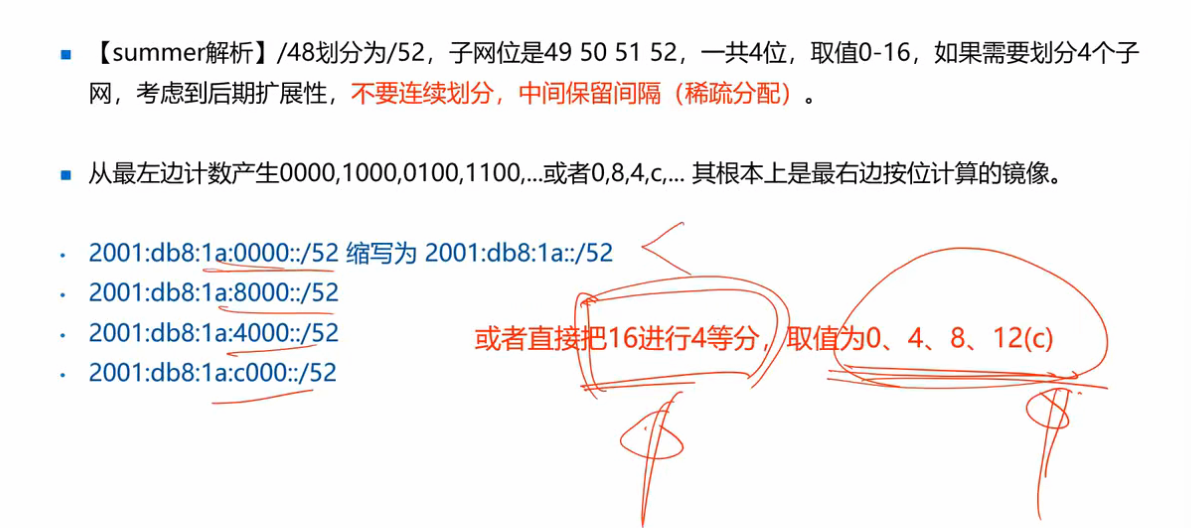 【summer解析】/48划分为/52，子网位是49 50 51 52，一共4位，取值0-16，如果需要划分4个子
网，考虑到后期扩展性，不要连续划分，中间保留间隔（稀疏分配）。
从最左边计数产生0000,1000,0100,1100,...或者0,8,4,c,... 其根本上是最右边按位计算的镜像。
2001:db8:1a:0000::/52 缩写为 2001:db8:1a::/52
2001:db8:1a:8000::/52
2001:db8:1a:4000::/52
或者直接把16进行4等分，取值为0、4、8、12(c)
2001:db8:1a:c000::/52